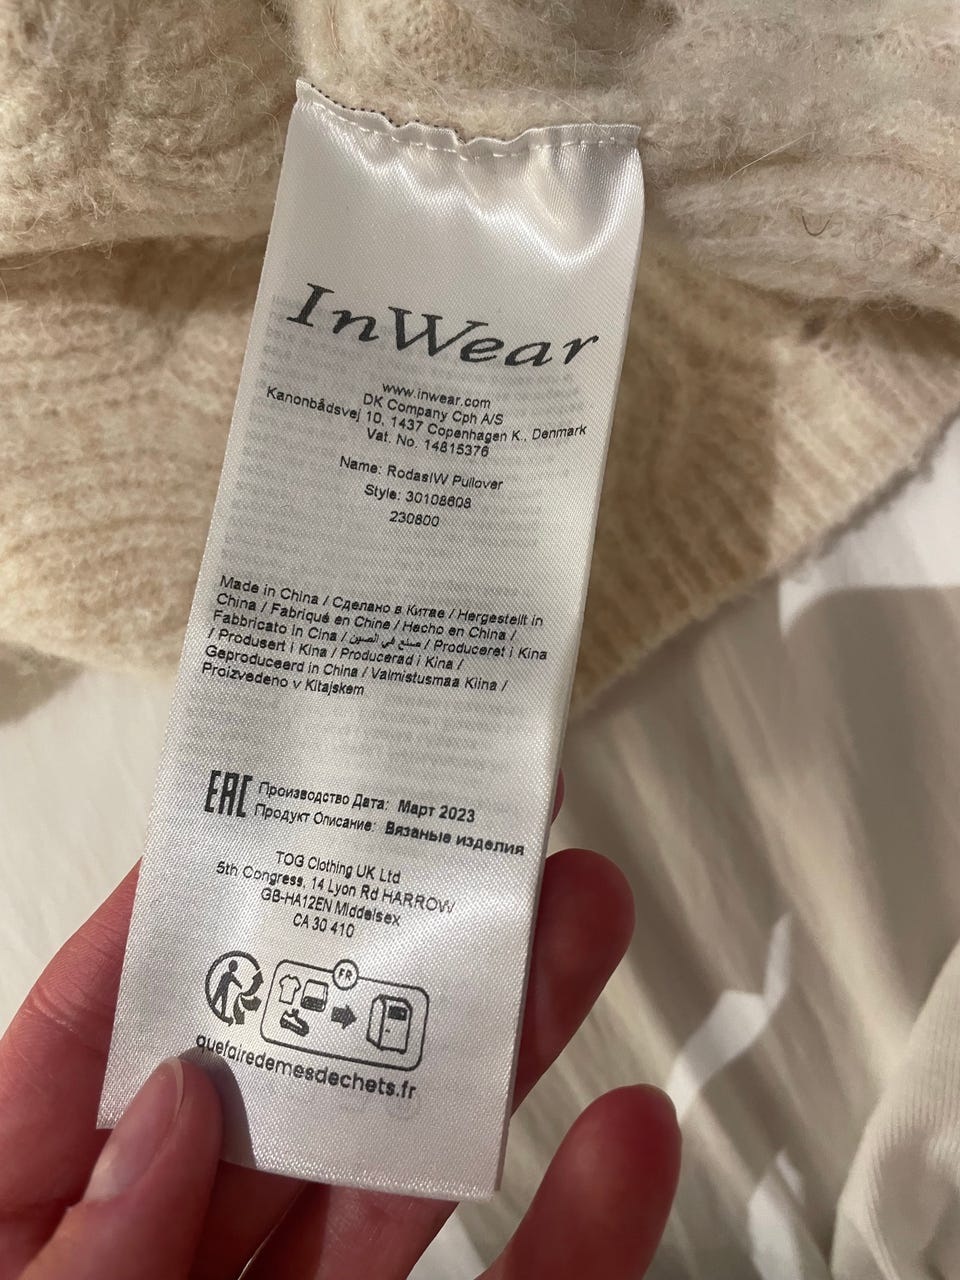 InWear
www.inwear.com
DK Company Cph A/S
Kanonbådsvej 10, 1437 Copenhagen K., Denmark
Vat. No. 14815376
Name: RodasIW Pullover
Style: 30108608
230800
Made in China / Сделано в Китае / Hergestellt in
China / Fabriqué en Chine / Hecho en China /
Fabbricato in Cina / صنع في الصين / Produceret i Kina
/ Produsert i Kina / Producerad i Kina /
Geproduceerd in China / Valmistusmaa Kiina /
Proizvedeno v Kitajskem
EAC
Производство Дата: Март 2023
Продукт Описание: Вязаные изделия
TOG Clothing UK Ltd
5th Congress, 14 Lyon Rd HARROW
GB-HA12EN Middelsex
CA 30 410
FR
quefairedemesdechets.fr